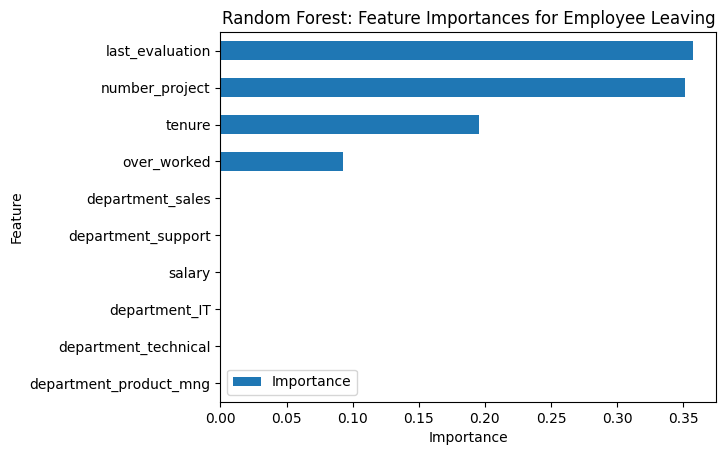 Random Forest: Feature Importances for Employee Leaving
last_evaluation
number_project
tenure
over_worked
department_sales
department_support
salary
department_IT
department_technical
department_product_mng
Feature
Importance
0.00 0.05 0.10 0.15 0.20 0.25 0.30 0.35
Importance